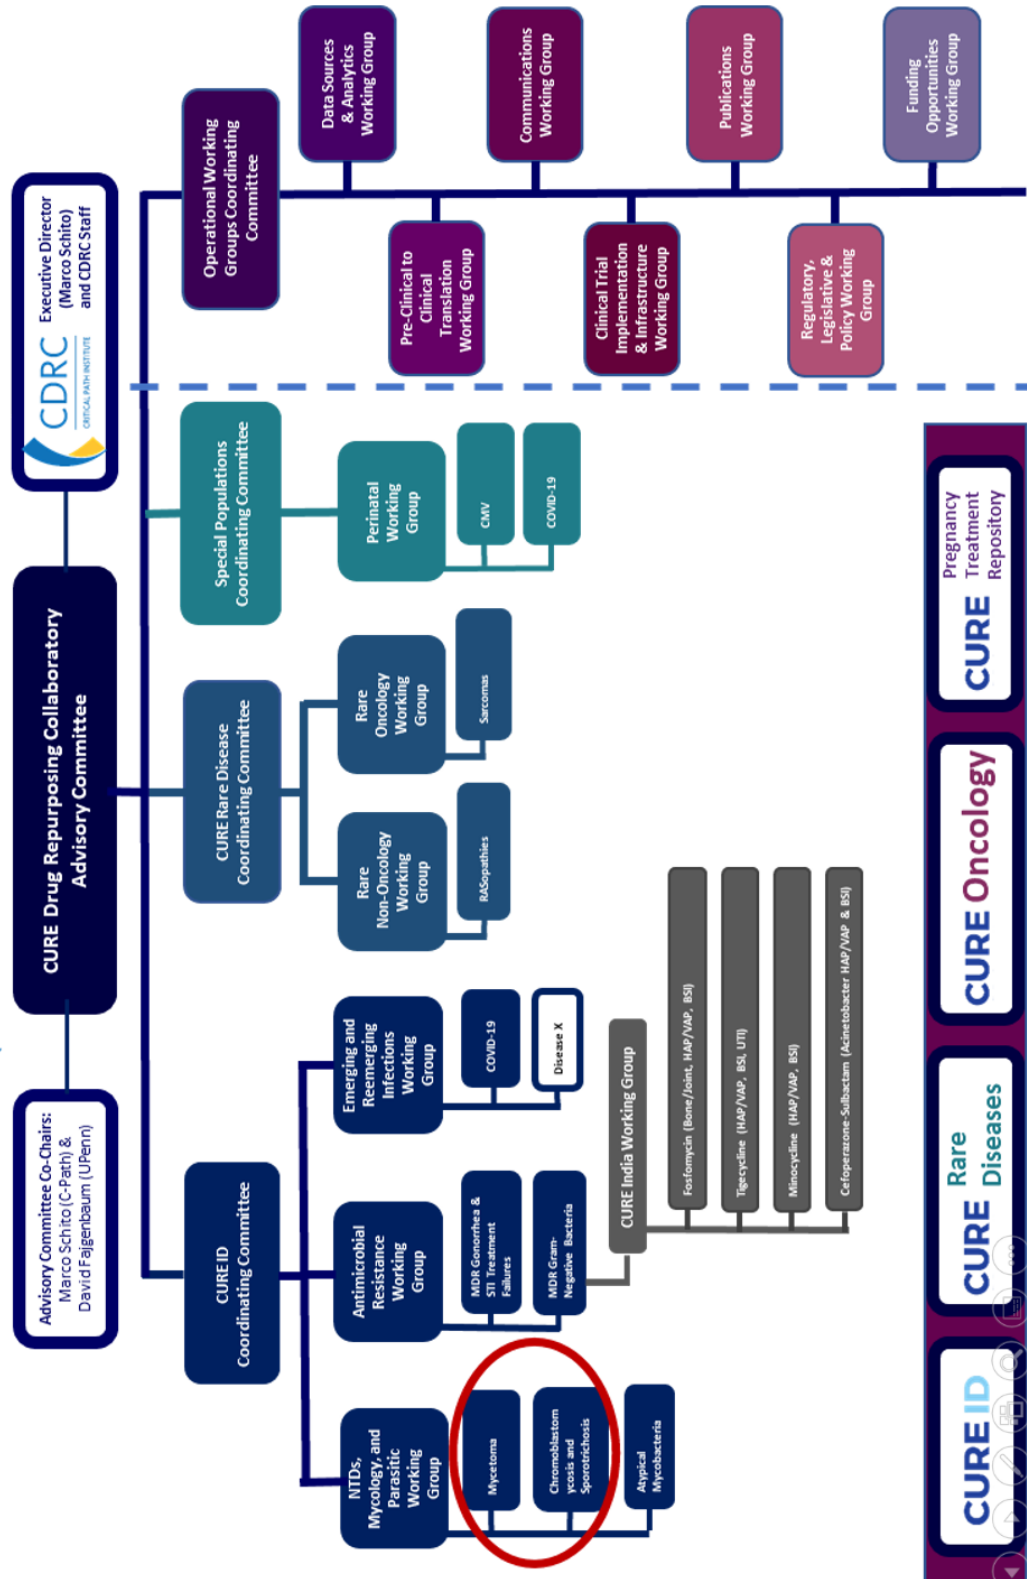 Advisory Committee Co-Chairs:
Marco Schito (C-Path) &
David Fajgenbaum (UPenn)
CURE Drug Repurposing Collaboratory
Advisory Committee
CDRC
CRITICAL PATH INSTITUTE
Executive Director
(Marco Schito)
and CDRC Staff
CURE ID
Coordinating Committee
CURE Rare Disease
Coordinating Committee
Special Populations
Coordinating Committee
Operational Working
Groups Coordinating
Committee
NTDs,
Mycology, and
Parasitic
Working
Group
Mycetoma
Chromoblastom
ycosis and
Sporotrichosis
Atypical
Mycobacteria
Antimicrobial
Resistance
Working
Group
MDR Gonorrhea &
STI Treatment
Failures
MDR Gram-
Negative Bacteria
CURE India Working Group
Fosfomycin (Bone/Joint, HAP/VAP, BSI)
Tigecycline (HAP/VAP, BSI, UTI)
Minocycline (HAP/VAP, BSI)
Cefoperazone-Sulbactam (Acinetobacter HAP/VAP & BSI)
Emerging and
Reemerging
Infections
Working
Group
COVID-19
Disease X
Rare
Non-Oncology
Working
Group
RASopathies
Rare
Oncology
Working
Group
Sarcomas
Perinatal
Working
Group
CMV
COVID-19
Data Sources
& Analytics
Working Group
Pre-Clinical to
Clinical
Translation
Working Group
Communications
Working Group
Clinical Trial
Implementation
& Infrastructure
Working Group
Publications
Working Group
Regulatory,
Legislative &
Policy Working
Group
Funding
Opportunities
Working Group
CURE ID
CURE Rare
Diseases
CURE Oncology
CURE Pregnancy
Treatment
Repository